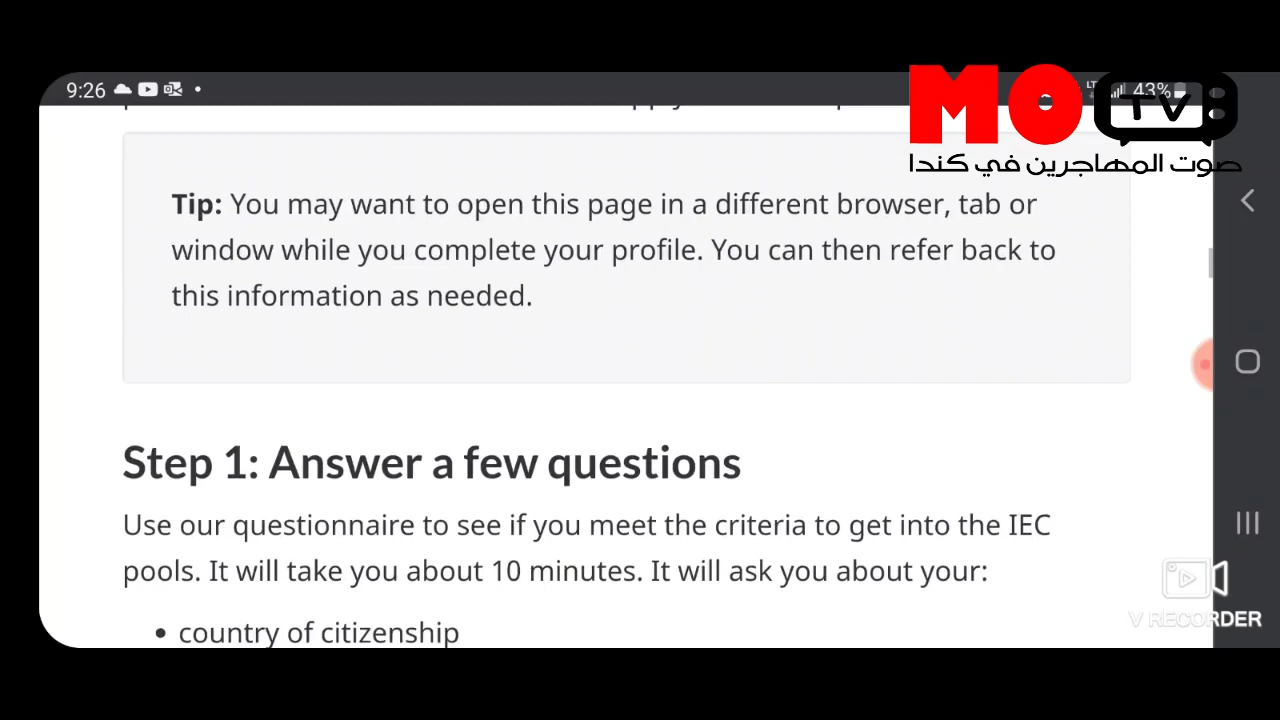 9:26
LT
43%
MO TV
صوت المهاجرين في كندا
Tip: You may want to open this page in a different browser, tab or
window while you complete your profile. You can then refer back to
this information as needed.
Step 1: Answer a few questions
Use our questionnaire to see if you meet the criteria to get into the IEC
pools. It will take you about 10 minutes. It will ask you about your:
• country of citizenship
V RECORDER